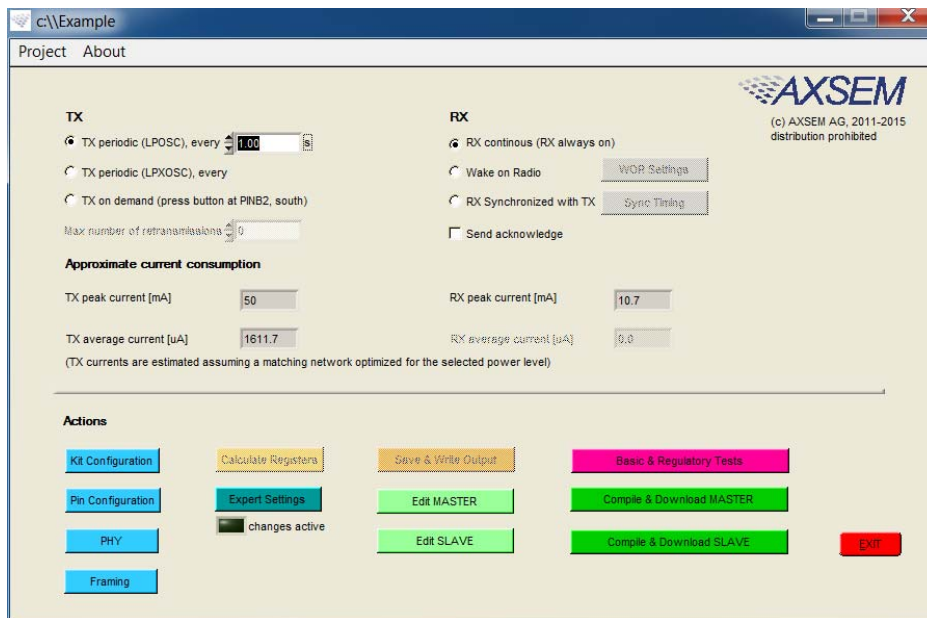 c:\\Example
Project About
AXSEM
(c) AXSEM AG, 2011-2015
distribution prohibited
TX
TX periodic (LPOSC), every 1.00 s
TX periodic (LPXOSC), every
TX on demand (press button at PINB2, south)
Max number of retransmissions 0
RX
RX continous (RX always on)
Wake on Radio WOR Settings
RX Synchronized with TX Sync Timing
Send acknowledge
Approximate current consumption
TX peak current [mA] 50 RX peak current [mA] 10.7
TX average current [uA] 1611.7 RX average current [uA] 0.0
(TX currents are estimated assuming a matching network optimized for the selected power level)
Actions
Kit Configuration Calculate Registers Save & Write Output Basic & Regulatory Tests
Pin Configuration Expert Settings Edit MASTER Compile & Download MASTER
changes active
PHY Edit SLAVE Compile & Download SLAVE EXIT
Framing